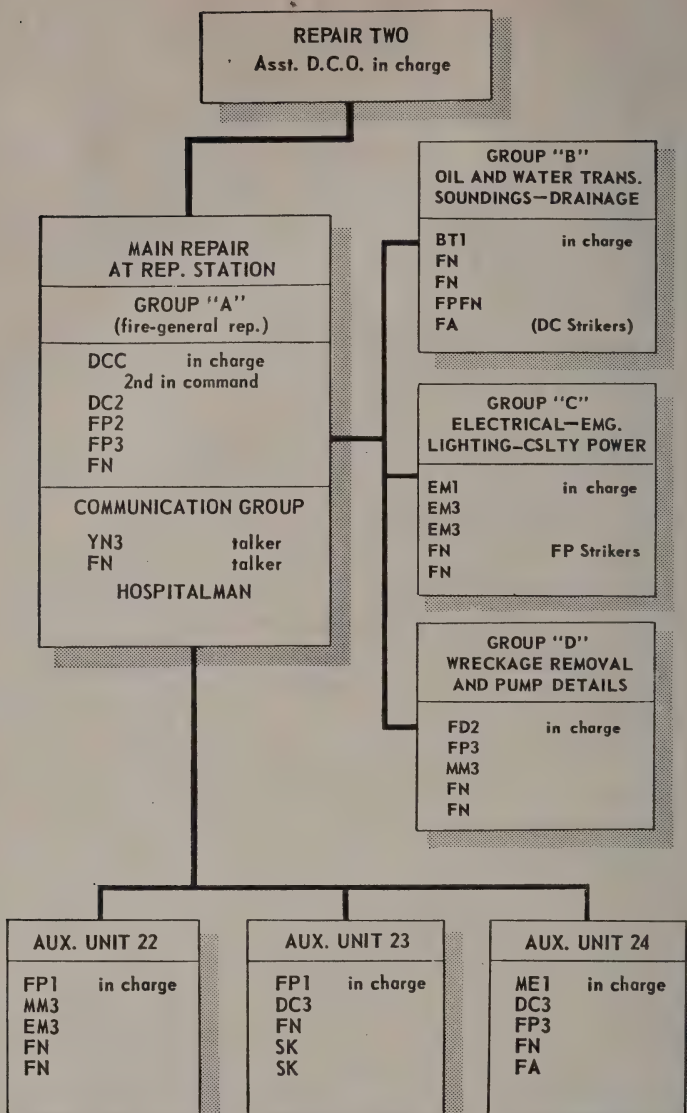 REPAIR TWO
Asst. D.C.O. in charge
MAIN REPAIR
AT REP. STATION
GROUP "A"
(fire-general rep.)
DCC in charge
2nd in command
DC2
FP2
FP3
FN
COMMUNICATION GROUP
YN3 talker
FN talker
HOSPITALMAN
GROUP "B"
OIL AND WATER TRANS.
SOUNDINGS—DRAINAGE
BT1 in charge
FN
FN
FPFN
FA (DC Strikers)
GROUP "C"
ELECTRICAL—EMG.
LIGHTING–CSLTY POWER
EM1 in charge
EM3
EM3
FN FP Strikers
FN
GROUP "D"
WRECKAGE REMOVAL
AND PUMP DETAILS
FD2 in charge
FP3
MM3
FN
FN
AUX. UNIT 22
FP1 in charge
MM3
EM3
FN
FN
AUX. UNIT 23
FP1 in charge
DC3
FN
SK
SK
AUX. UNIT 24
ME1 in charge
DC3
FP3
FN
FA